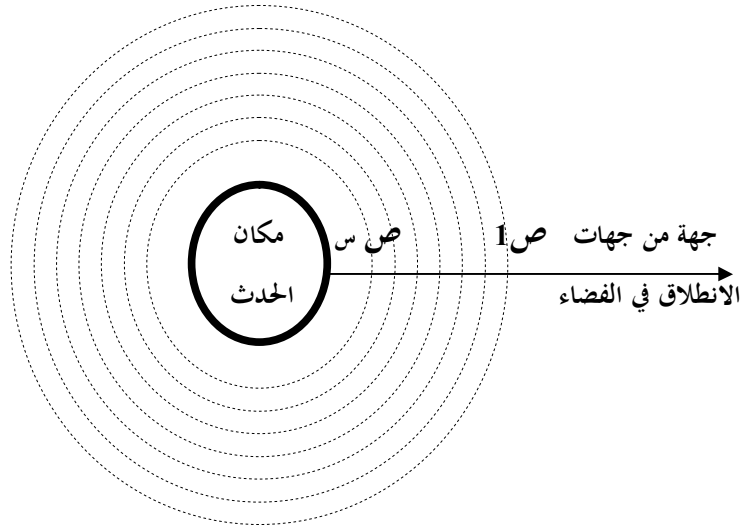 مكان
الحدث
س ص
ص1
جهة من جهات
الانطلاق في الفضاء